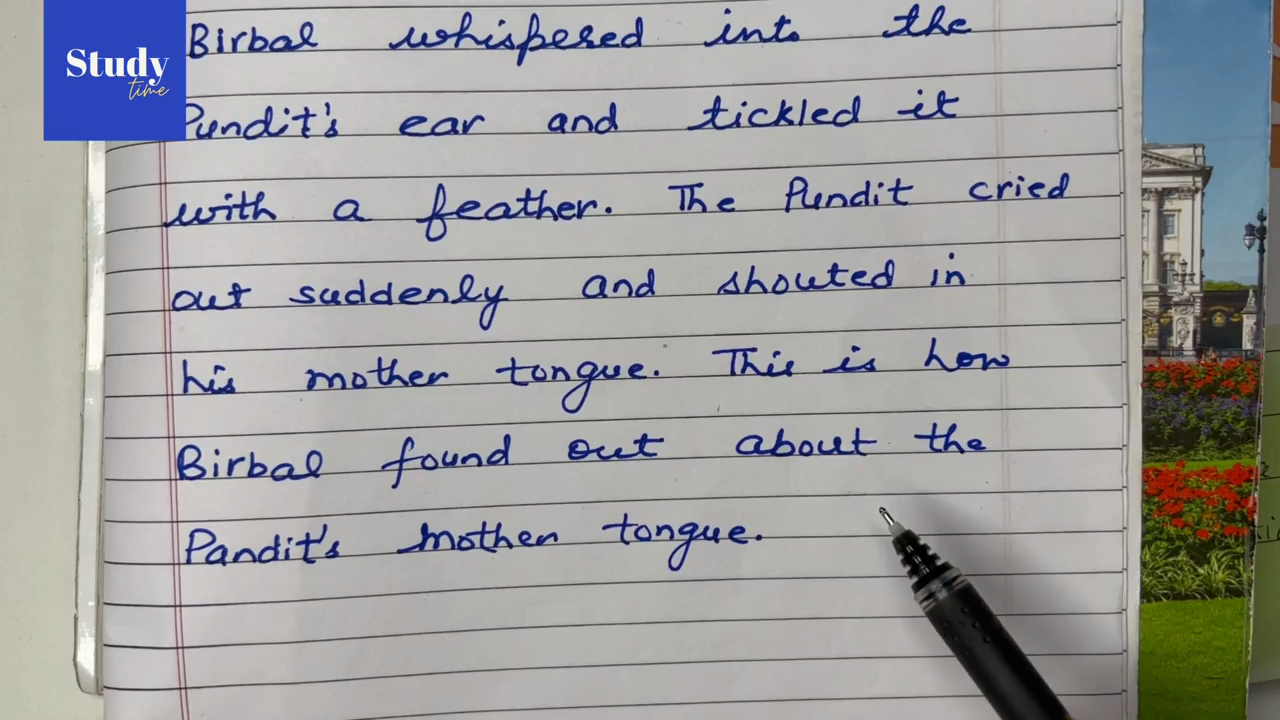 Study
time
Birbal whispered into the
Pundit's ear and tickled it
with a feather. The Pundit cried
out suddenly and shouted in
his mother tongue. This is how
Birbal found out about the
Pandit's mother tongue.